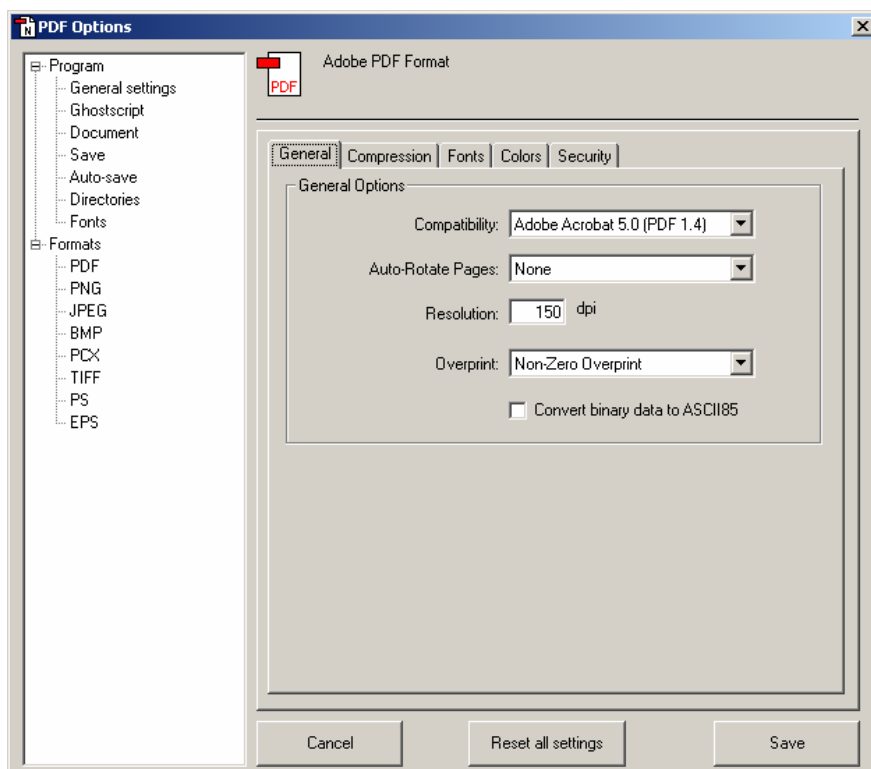 PDF Options
Program
General settings
Ghostscript
Document
Save
Auto-save
Directories
Fonts
Formats
PDF
PNG
JPEG
BMP
PCX
TIFF
PS
EPS
PDF
Adobe PDF Format
General Compression Fonts Colors Security
General Options
Compatibility: Adobe Acrobat 5.0 (PDF 1.4)
Auto-Rotate Pages: None
Resolution: 150 dpi
Overprint: Non-Zero Overprint
Convert binary data to ASCII85
Cancel Reset all settings Save